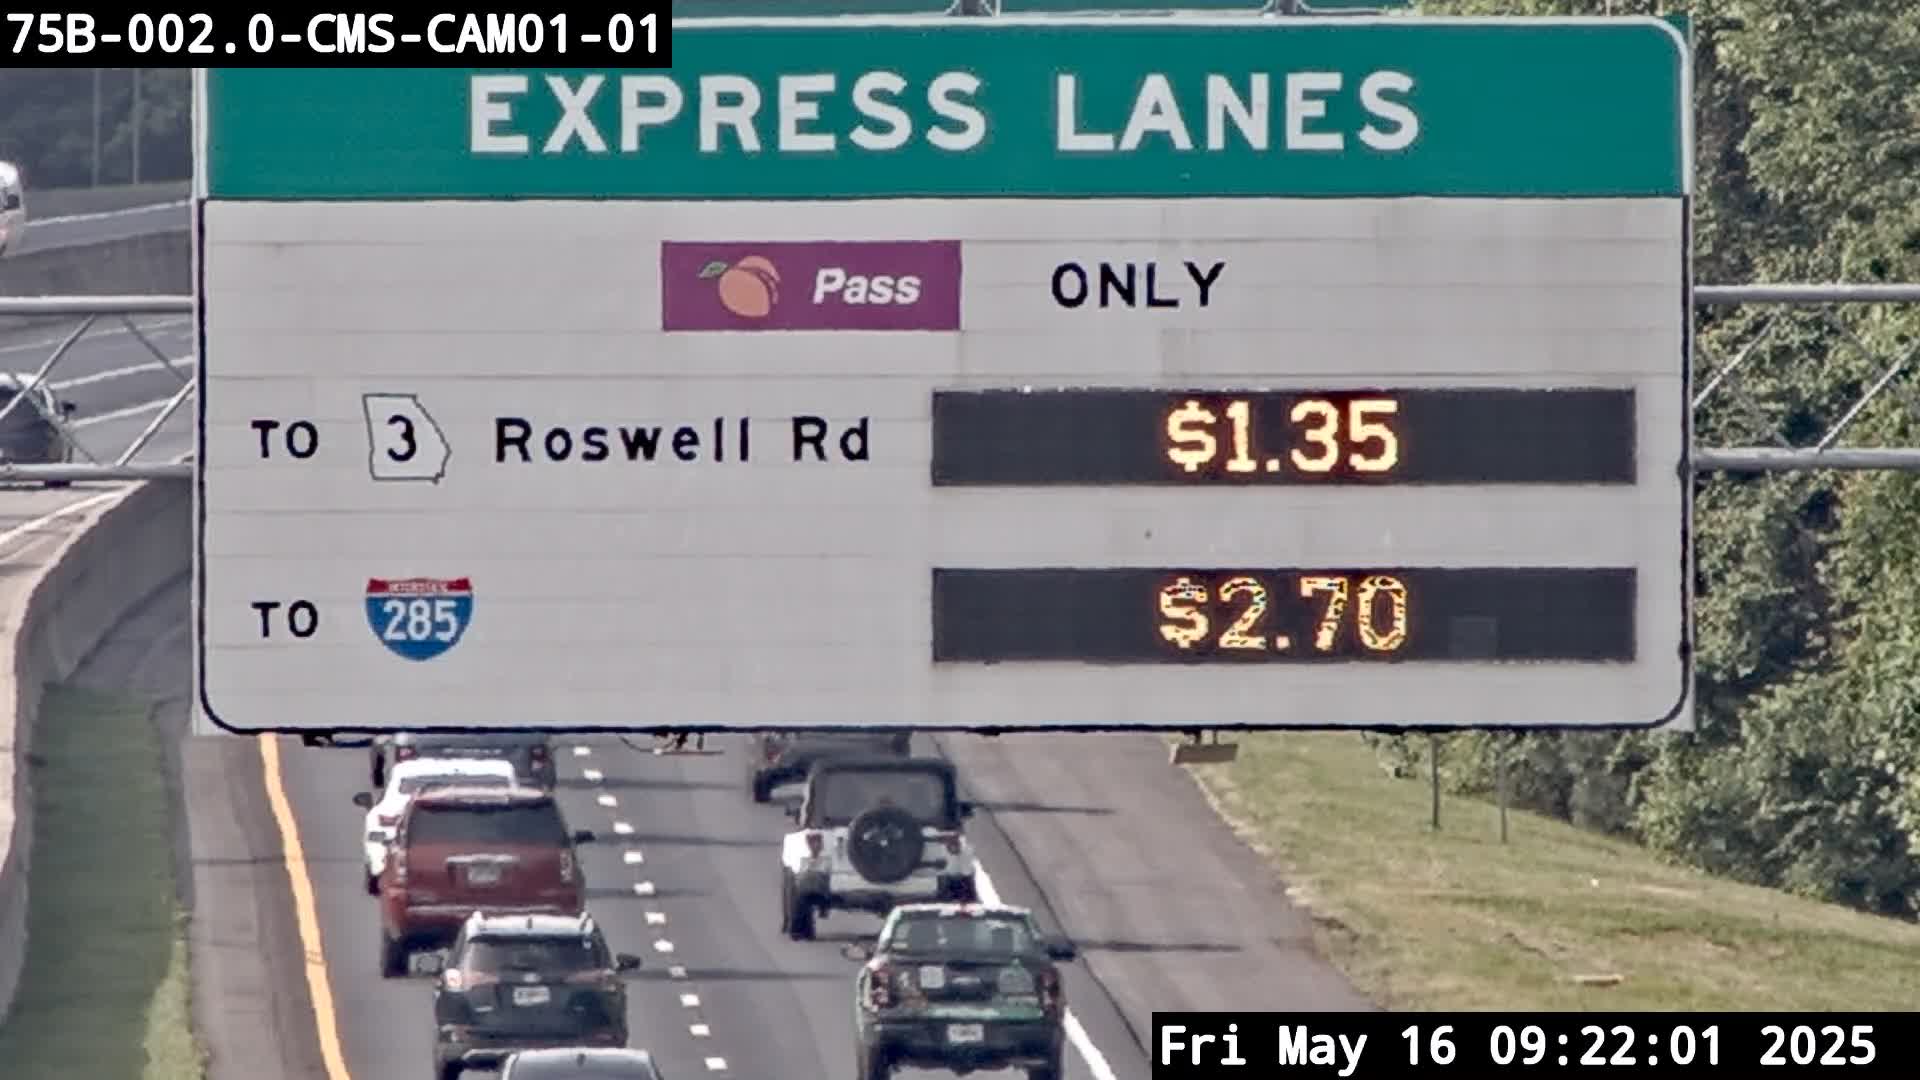 75B-002.0-CMS-CAM01-01
EXPRESS LANES
Pass ONLY
TO 3 Roswell Rd $1.35
TO INTERSTATE 285 $2.70
Fri May 16 09:22:01 2025